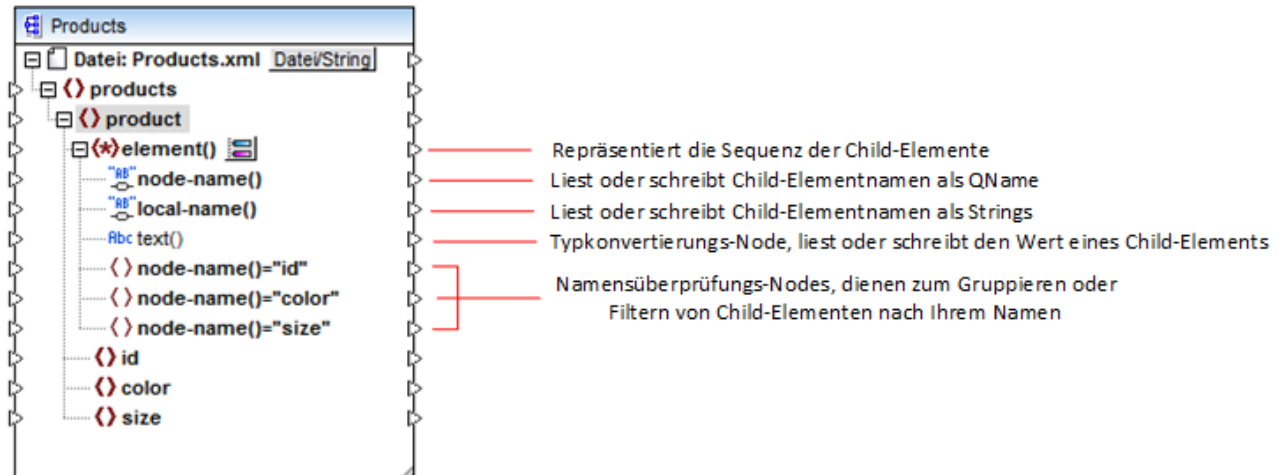 Products
Datei: Products.xml Datei/String
products
product
element()
Repräsentiert die Sequenz der Child-Elemente
"AB" node-name()
Liest oder schreibt Child-Elementnamen als QName
"AB" local-name()
Liest oder schreibt Child-Elementnamen als Strings
Abc text()
Typkonvertierungs-Node, liest oder schreibt den Wert eines Child-Elements
node-name()="id"
node-name()="color"
node-name()="size"
Namensüberprüfungs-Nodes, dienen zum Gruppieren oder
Filtern von Child-Elementen nach Ihrem Namen
id
color
size